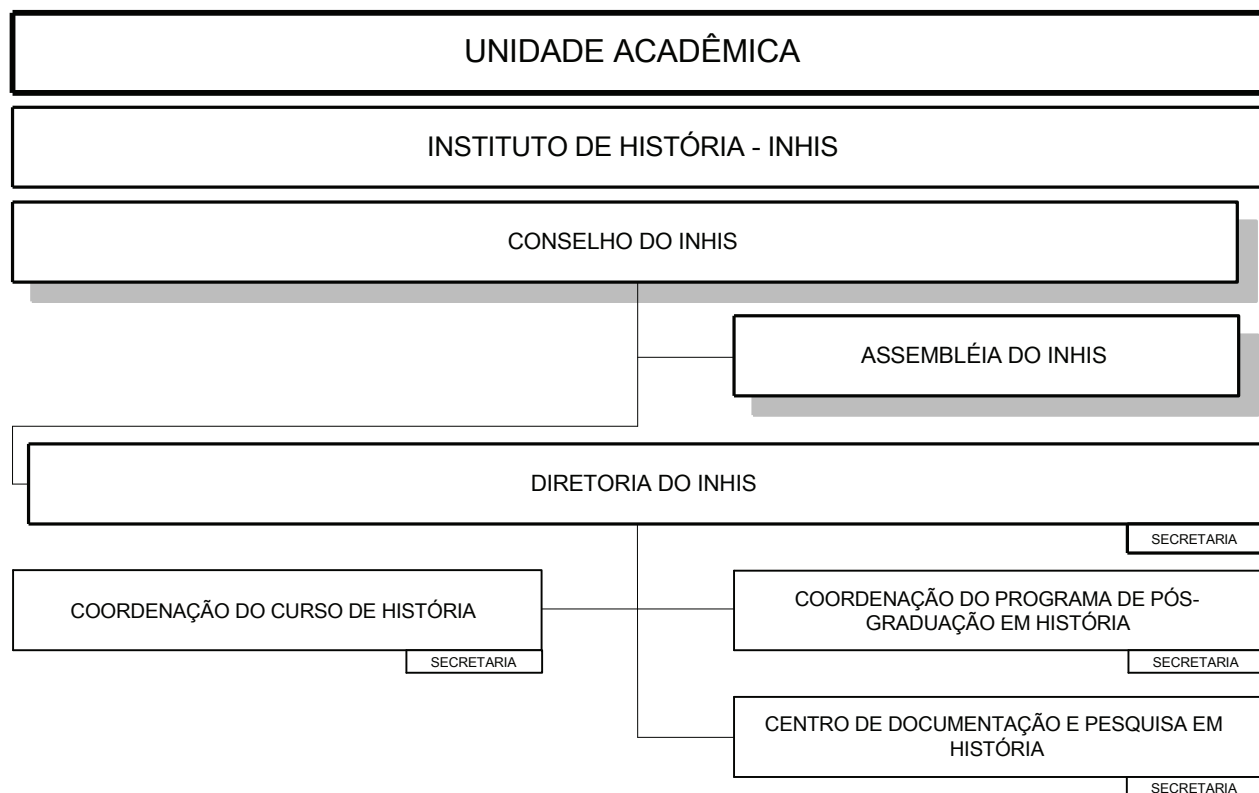 UNIDADE ACADÊMICA
INSTITUTO DE HISTÓRIA - INHIS
CONSELHO DO INHIS
ASSEMBLÉIA DO INHIS
DIRETORIA DO INHIS
SECRETARIA
COORDENAÇÃO DO CURSO DE HISTÓRIA
SECRETARIA
COORDENAÇÃO DO PROGRAMA DE PÓS-
GRADUAÇÃO EM HISTÓRIA
SECRETARIA
CENTRO DE DOCUMENTAÇÃO E PESQUISA EM
HISTÓRIA
SECRETARIA